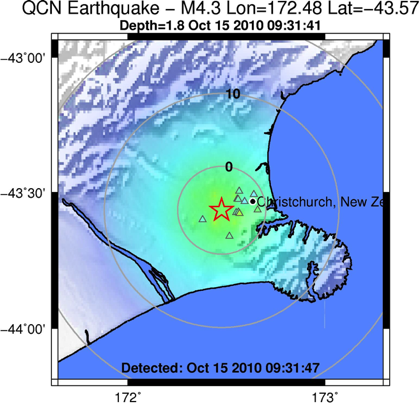 QCN Earthquake - M4.3 Lon=172.48 Lat=-43.57
Depth=1.8 Oct 15 2010 09:31:41
-43°00'
10
0
-43°30'
Christchurch, New Ze
-44°00'
Detected: Oct 15 2010 09:31:47
172° 173°